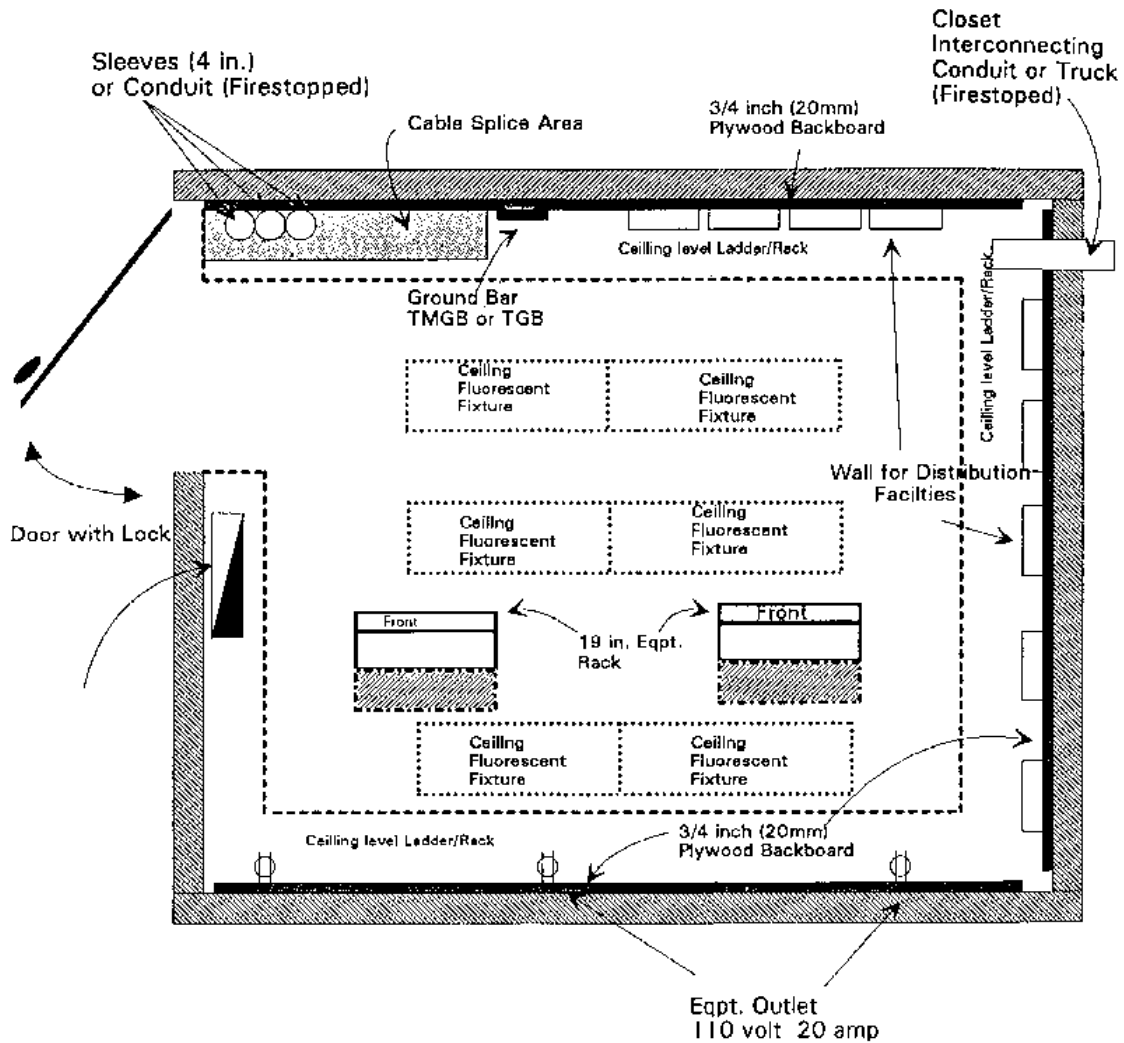 Closet
Interconnecting
Conduit or Truck
(Firestoped)
Sleeves (4 in.)
or Conduit (Firestopped)
Cable Splice Area
3/4 inch (20mm)
Plywood Backboard
Ceilling level Ladder/Rack
Ceilling level Ladder/Rack
Ground Bar
TMGB or TGB
Ceiling
Fluorescent
Fixture
Ceiling
Fluorescent
Fixture
Wall for Distribution
Facilties
Door with Lock
Ceiling
Fluorescent
Fixture
Ceiling
Fluorescent
Fixture
Front
Front
19 in. Eqpt.
Rack
Ceiling
Fluorescent
Fixture
Ceiling
Fluorescent
Fixture
Ceilling level Ladder/Rack
3/4 inch (20mm)
Plywood Backboard
Eqpt. Outlet
110 volt 20 amp